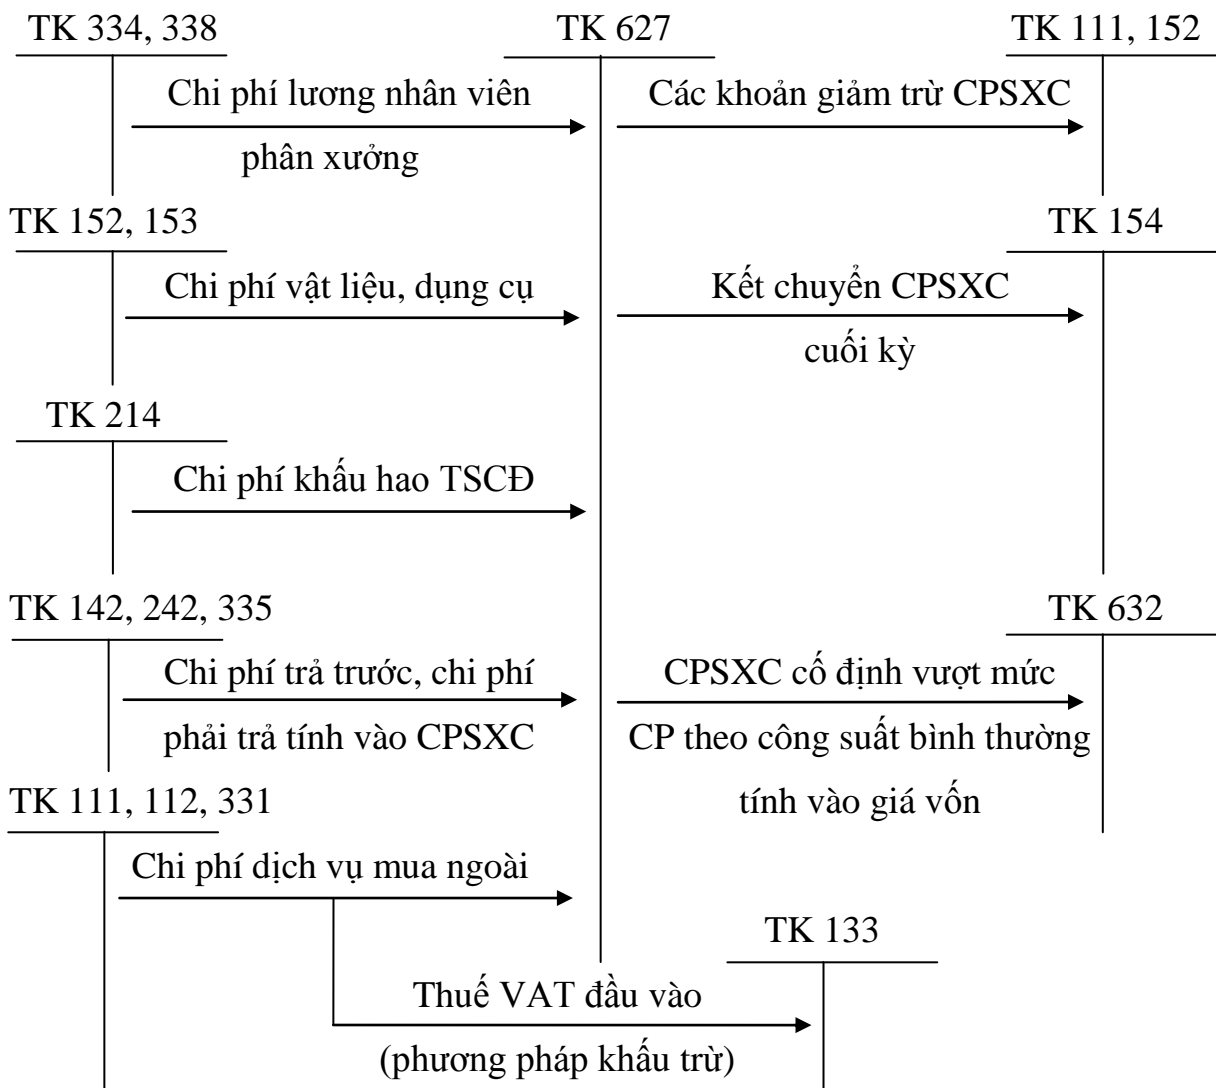 TK 334, 338
TK 627
TK 111, 152
Chi phí lương nhân viên
phân xưởng
Các khoản giảm trừ CPSXC
TK 152, 153
TK 154
Chi phí vật liệu, dụng cụ
Kết chuyển CPSXC
cuối kỳ
TK 214
Chi phí khấu hao TSCĐ
TK 142, 242, 335
TK 632
Chi phí trả trước, chi phí
phải trả tính vào CPSXC
CPSXC cố định vượt mức
CP theo công suất bình thường
tính vào giá vốn
TK 111, 112, 331
Chi phí dịch vụ mua ngoài
TK 133
Thuế VAT đầu vào
(phương pháp khấu trừ)